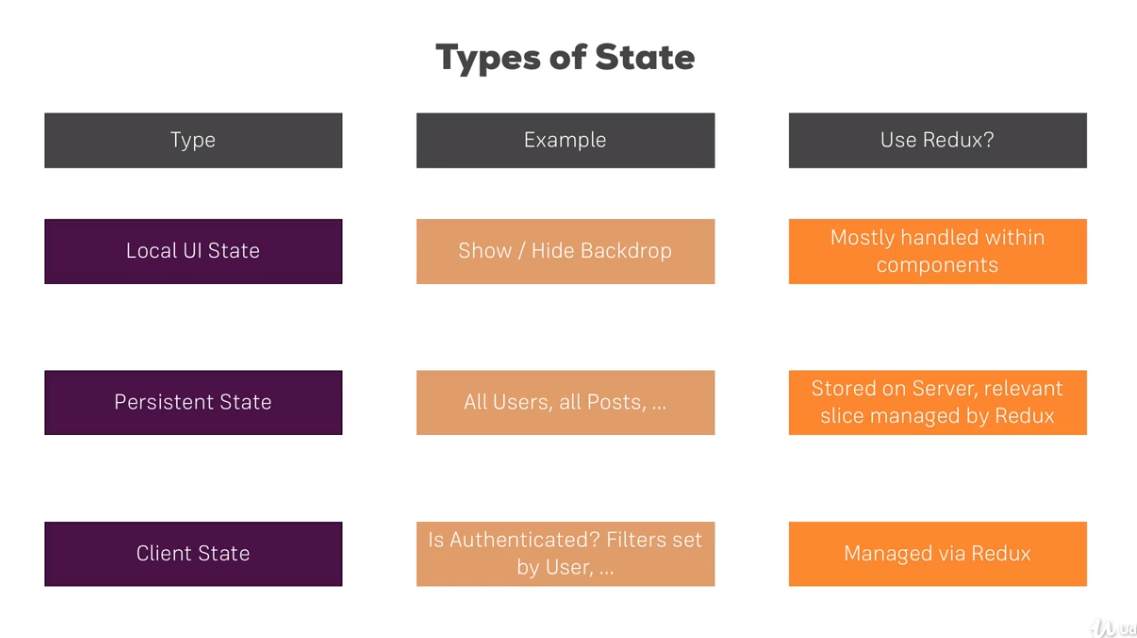 Types of State
Type
Example
Use Redux?
Local UI State
Show / Hide Backdrop
Mostly handled within
components
Persistent State
All Users, all Posts, ...
Stored on Server, relevant
slice managed by Redux
Client State
Is Authenticated? Filters set
by User, ...
Managed via Redux
Ud